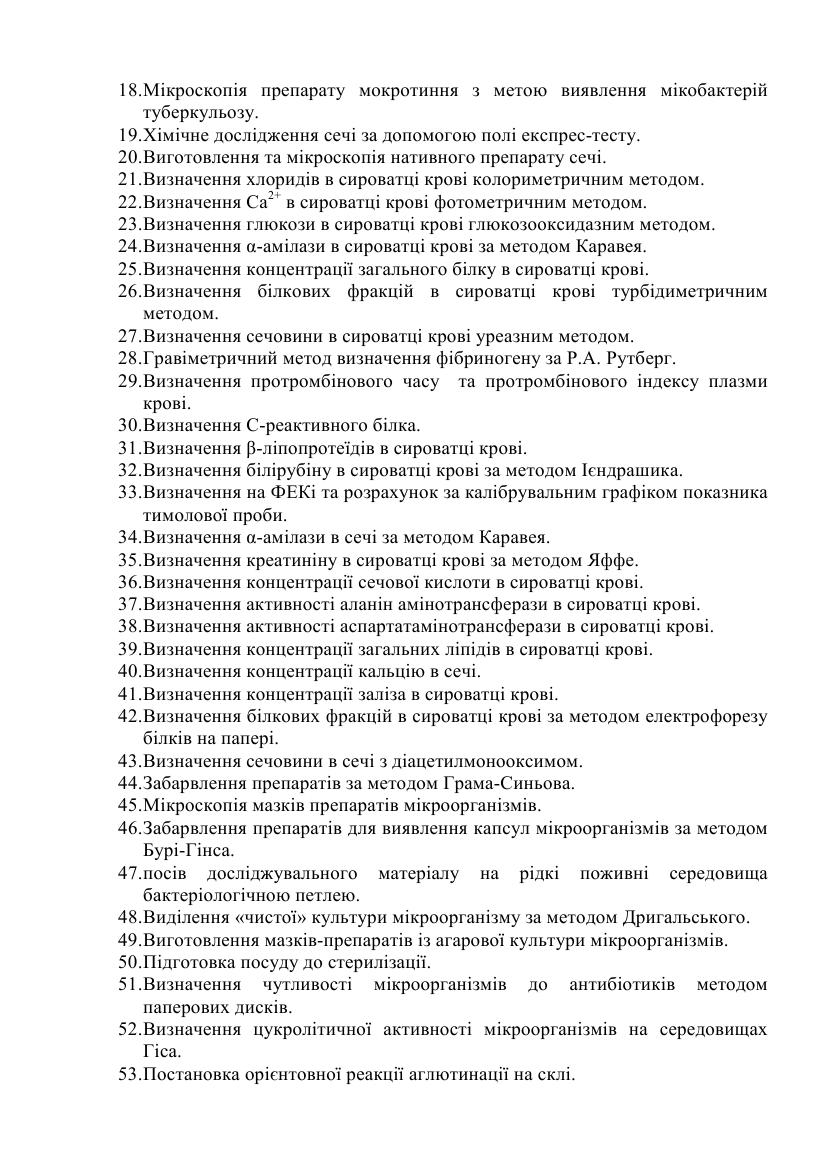 18.Мікроскопія препарату мокротиння з метою виявлення мікобактерій
туберкульозу.
19.Хімічне дослідження сечі за допомогою полі експрес-тесту.
20.Виготовлення та мікроскопія нативного препарату сечі.
21.Визначення хлоридів в сироватці крові колориметричним методом.
22.Визначення Ca²⁺ в сироватці крові фотометричним методом.
23.Визначення глюкози в сироватці крові глюкозооксидазним методом.
24.Визначення α-амілази в сироватці крові за методом Каравея.
25.Визначення концентрації загального білку в сироватці крові.
26.Визначення білкових фракцій в сироватці крові турбідиметричним
методом.
27.Визначення сечовини в сироватці крові уреазним методом.
28.Гравіметричний метод визначення фібриногену за Р.А. Рутберг.
29.Визначення протромбінового часу та протромбінового індексу плазми
крові.
30.Визначення С-реактивного білка.
31.Визначення β-ліпопротеїдів в сироватці крові.
32.Визначення білірубіну в сироватці крові за методом Ієндрашика.
33.Визначення на ФЕКі та розрахунок за калібрувальним графіком показника
тимолової проби.
34.Визначення α-амілази в сечі за методом Каравея.
35.Визначення креатиніну в сироватці крові за методом Яффе.
36.Визначення концентрації сечової кислоти в сироватці крові.
37.Визначення активності аланін амінотрансферази в сироватці крові.
38.Визначення активності аспартатамінотрансферази в сироватці крові.
39.Визначення концентрації загальних ліпідів в сироватці крові.
40.Визначення концентрації кальцію в сечі.
41.Визначення концентрації заліза в сироватці крові.
42.Визначення білкових фракцій в сироватці крові за методом електрофорезу
білків на папері.
43.Визначення сечовини в сечі з діацетилмонооксимом.
44.Забарвлення препаратів за методом Грама-Синьова.
45.Мікроскопія мазків препаратів мікроорганізмів.
46.Забарвлення препаратів для виявлення капсул мікроорганізмів за методом
Бурі-Гінса.
47.посів досліджувального матеріалу на рідкі поживні середовища
бактеріологічною петлею.
48.Виділення «чистої» культури мікроорганізму за методом Дригальського.
49.Виготовлення мазків-препаратів із агарової культури мікроорганізмів.
50.Підготовка посуду до стерилізації.
51.Визначення чутливості мікроорганізмів до антибіотиків методом
паперових дисків.
52.Визначення цукролітичної активності мікроорганізмів на середовищах
Гіса.
53.Постановка орієнтовної реакції аглютинації на склі.